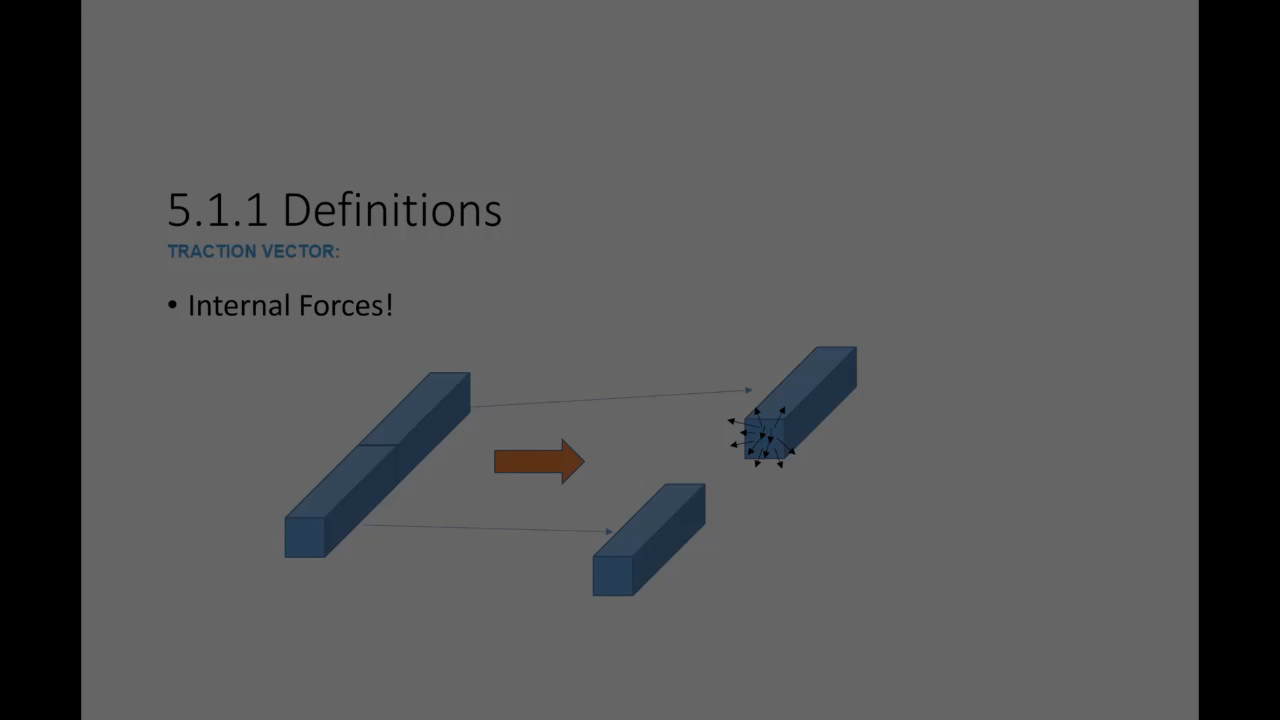 5.1.1 Definitions
TRACTION VECTOR:
• Internal Forces!